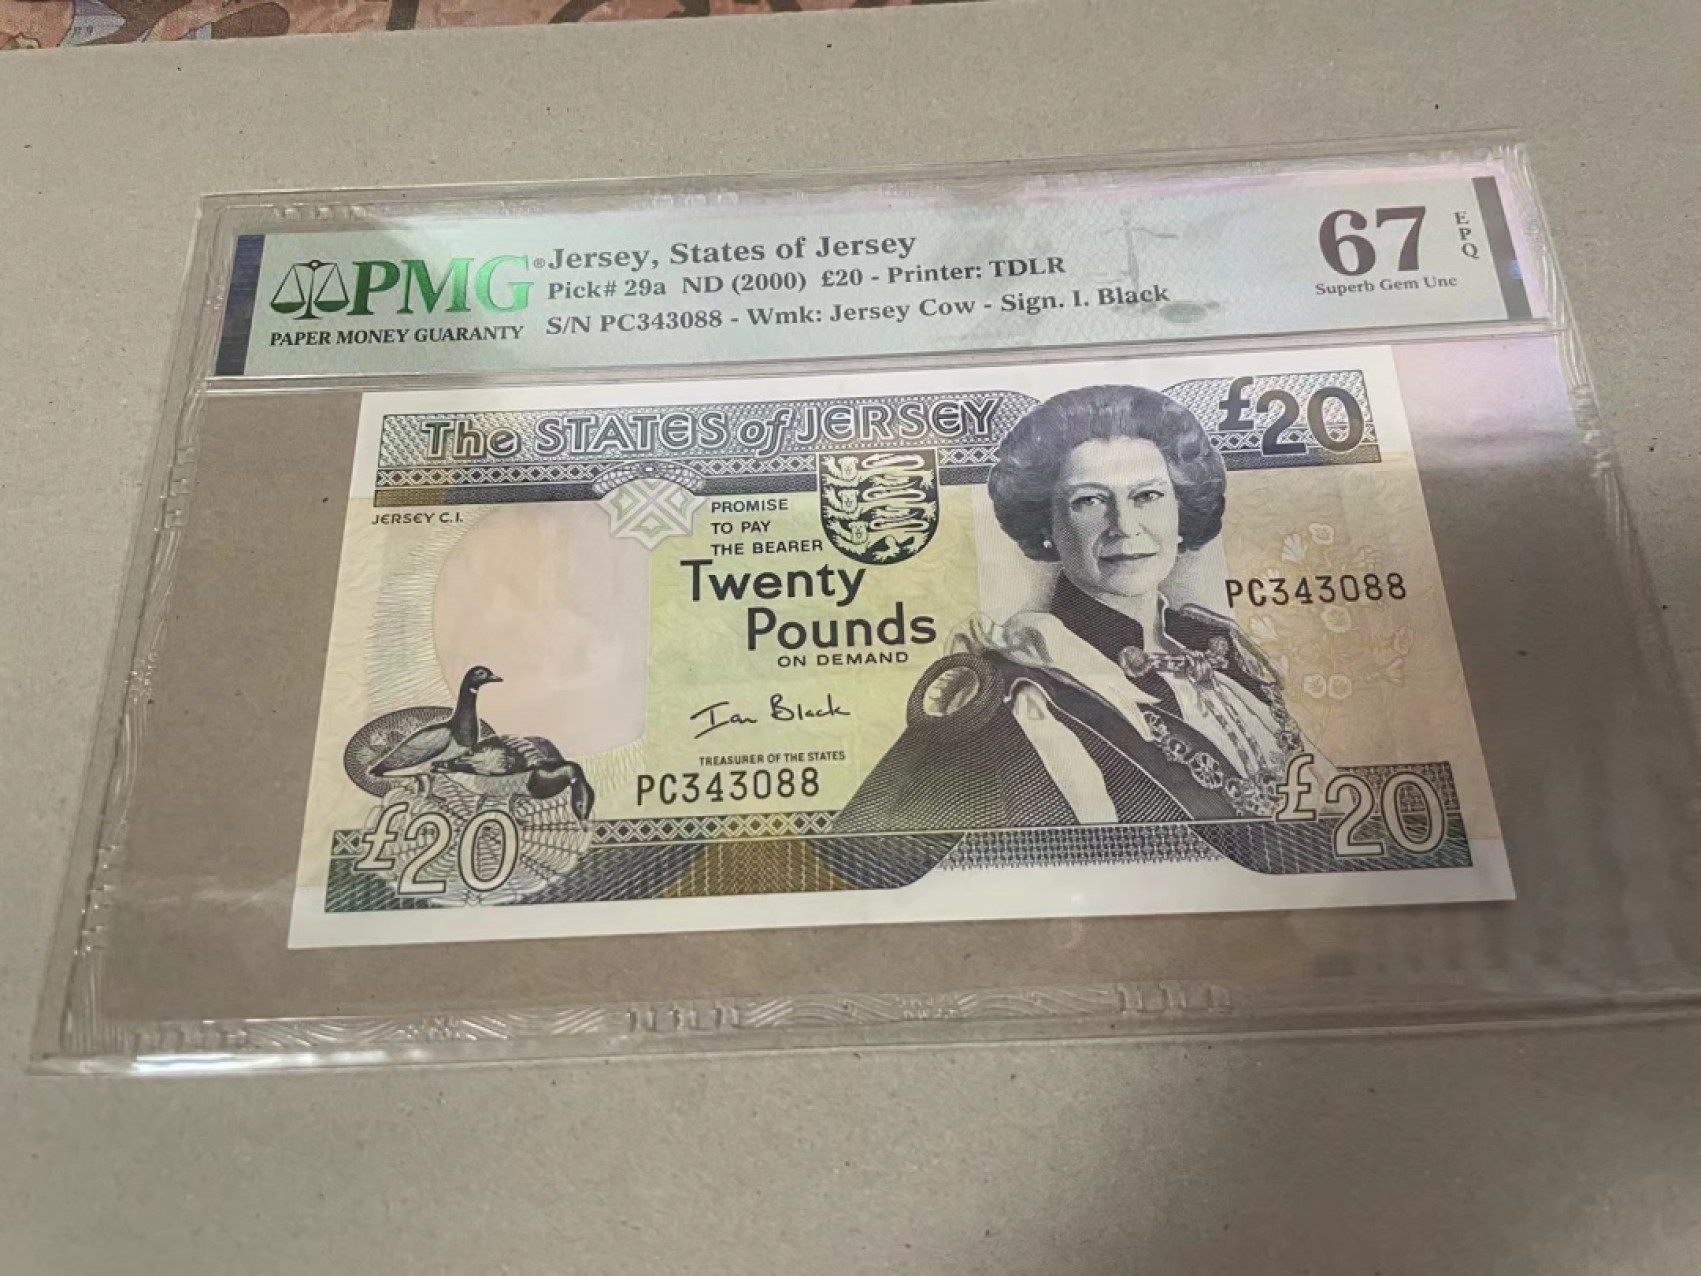 PMG®
PAPER MONEY GUARANTY
Jersey, States of Jersey
Pick# 29a ND (2000) £20 - Printer: TDLR
S/N PC343088 - Wmk: Jersey Cow - Sign. I. Black
67
EPQ
Superb Gem Unc
The STATES of JERSEY
£20
JERSEY C.I.
PROMISE
TO PAY
THE BEARER
Twenty
Pounds
ON DEMAND
PC343088
Ian Black
TREASURER OF THE STATES
PC343088
£20
£20